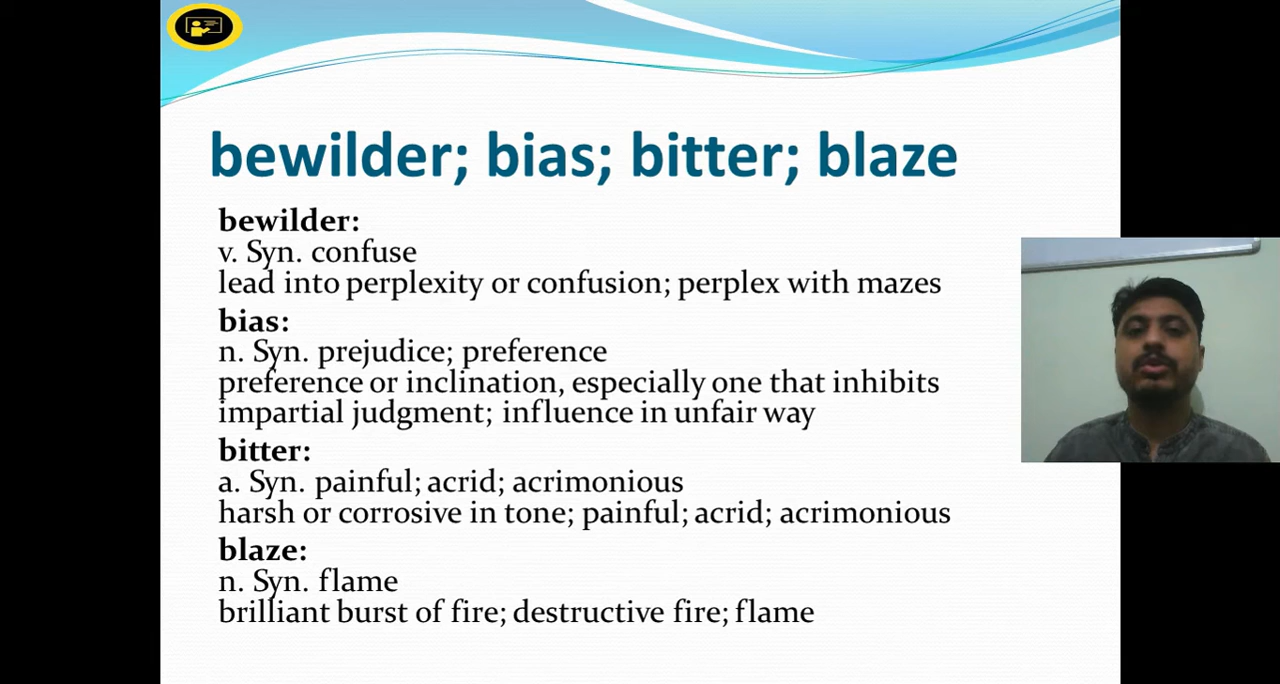 bewilder; bias; bitter; blaze
bewilder:
v. Syn. confuse
lead into perplexity or confusion; perplex with mazes
bias:
n. Syn. prejudice; preference
preference or inclination, especially one that inhibits
impartial judgment; influence in unfair way
bitter:
a. Syn. painful; acrid; acrimonious
harsh or corrosive in tone; painful; acrid; acrimonious
blaze:
n. Syn. flame
brilliant burst of fire; destructive fire; flame